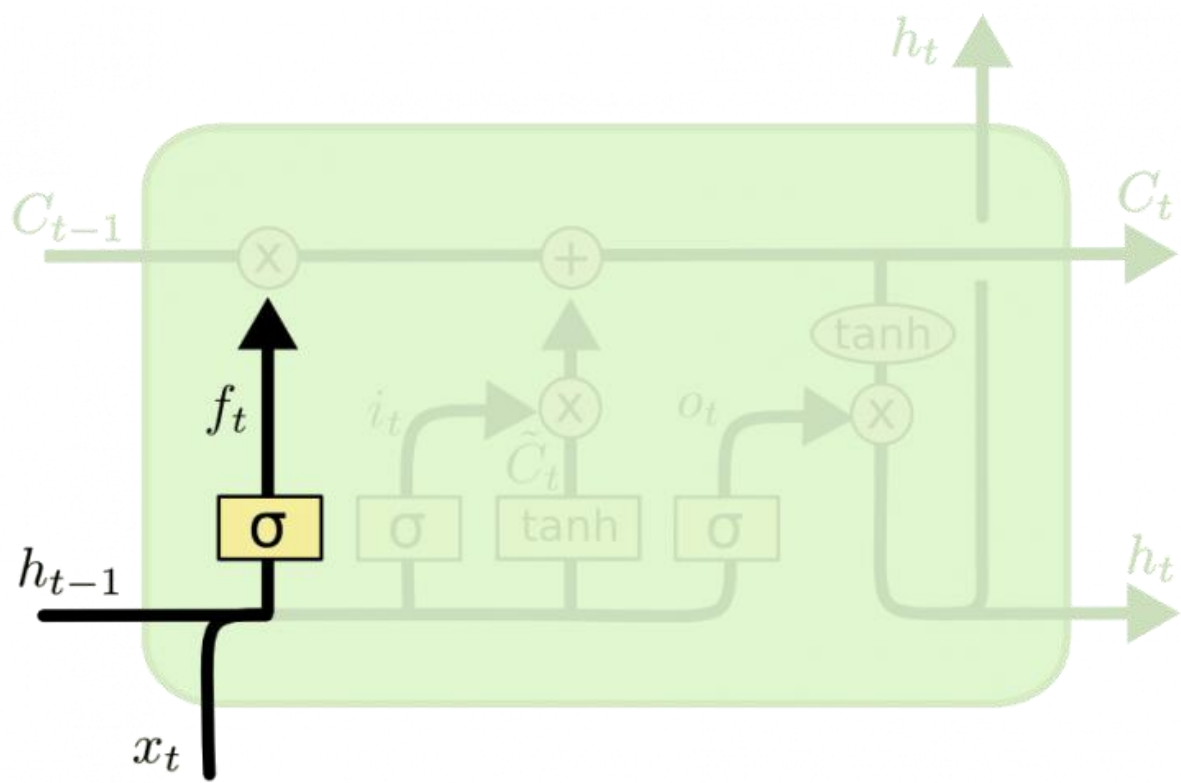 h_t
C_{t-1}
C_t
x
+
tanh
f_t
i_t
x
o_t
x
C̃_t
σ
σ
tanh
σ
h_{t-1}
h_t
x_t